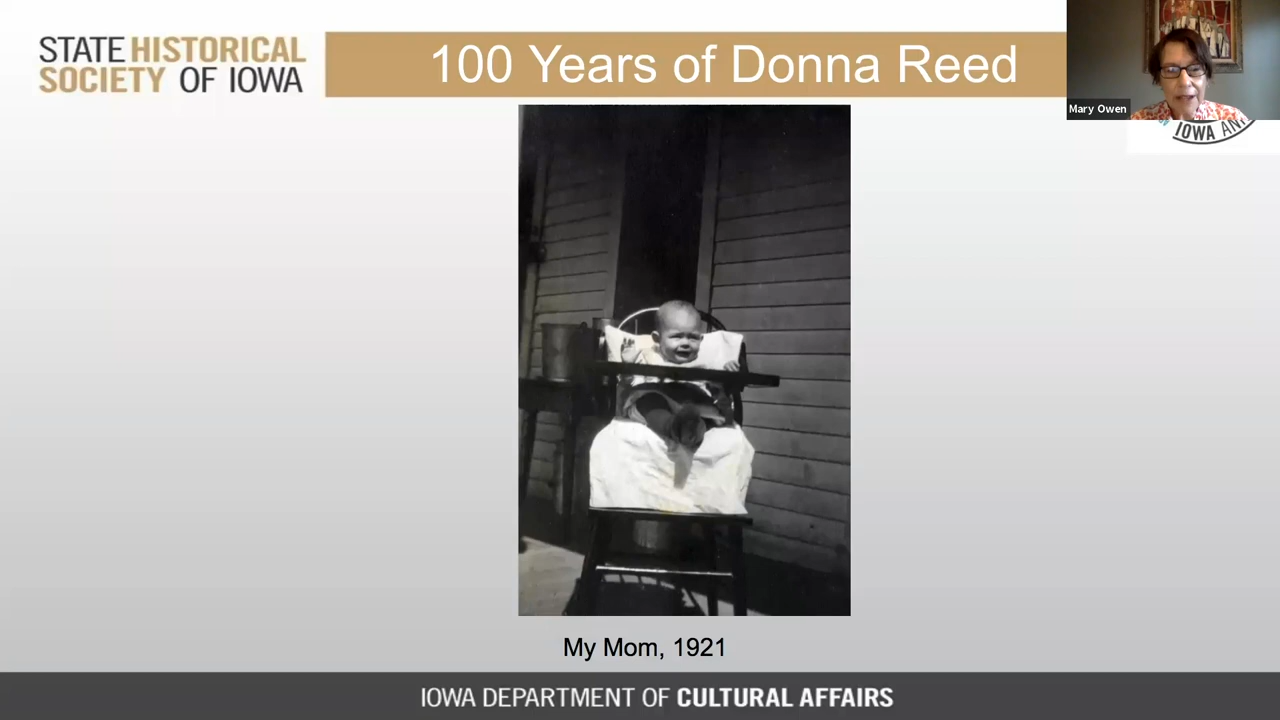 STATE HISTORICAL
SOCIETY OF IOWA
100 Years of Donna Reed
Mary Owen
IOWA
My Mom, 1921
IOWA DEPARTMENT OF CULTURAL AFFAIRS